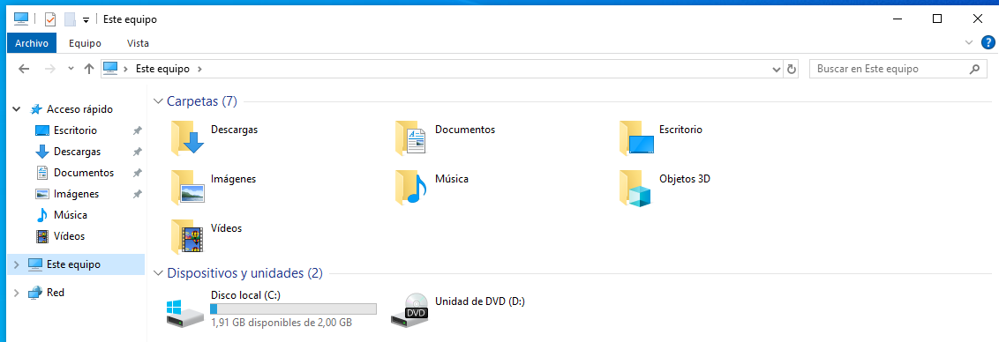 Este equipo
Archivo Equipo Vista
Este equipo
Buscar en Este equipo
Acceso rápido
Escritorio
Descargas
Documentos
Imágenes
Música
Vídeos
Este equipo
Red
Carpetas (7)
Descargas
Documentos
Escritorio
Imágenes
Música
Objetos 3D
Vídeos
Dispositivos y unidades (2)
Disco local (C:)
1,91 GB disponibles de 2,00 GB
DVD
Unidad de DVD (D:)